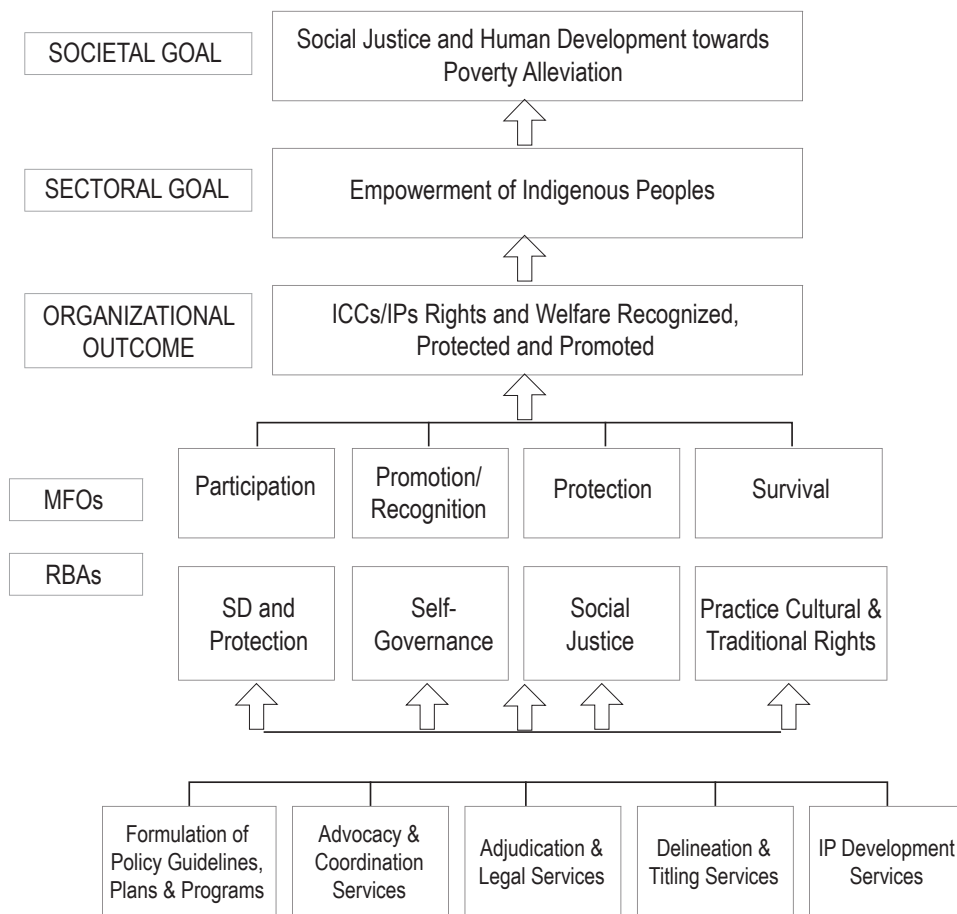 SOCIETAL GOAL
Social Justice and Human Development towards
Poverty Alleviation
SECTORAL GOAL
Empowerment of Indigenous Peoples
ORGANIZATIONAL
OUTCOME
ICCs/IPs Rights and Welfare Recognized,
Protected and Promoted
MFOs
Participation
Promotion/
Recognition
Protection
Survival
RBAs
SD and
Protection
Self-
Governance
Social
Justice
Practice Cultural &
Traditional Rights
Formulation of
Policy Guidelines,
Plans & Programs
Advocacy &
Coordination
Services
Adjudication &
Legal Services
Delineation &
Titling Services
IP Development
Services